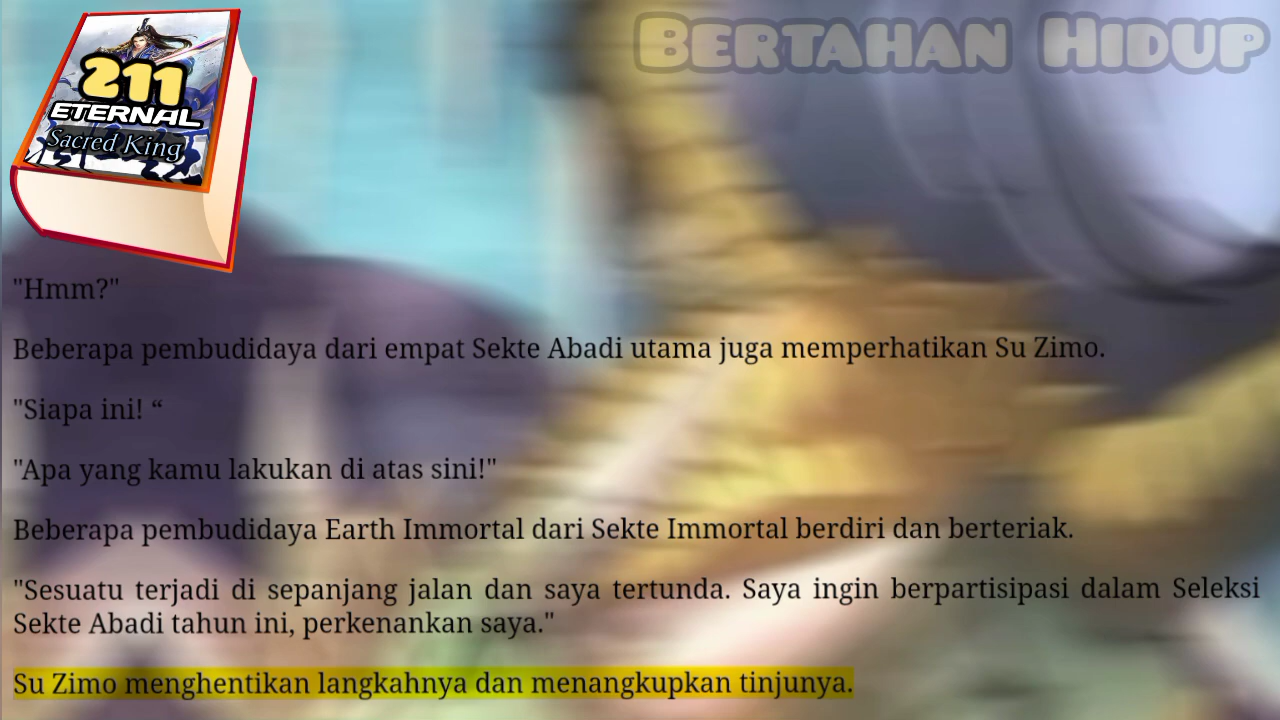 BERTAHAN HIDUP
211
ETERNAL
Sacred King
"Hmm?"
Beberapa pembudidaya dari empat Sekte Abadi utama juga memperhatikan Su Zimo.
"Siapa ini! “
"Apa yang kamu lakukan di atas sini!"
Beberapa pembudidaya Earth Immortal dari Sekte Immortal berdiri dan berteriak.
"Sesuatu terjadi di sepanjang jalan dan saya tertunda. Saya ingin berpartisipasi dalam Seleksi
Sekte Abadi tahun ini, perkenankan saya."
Su Zimo menghentikan langkahnya dan menangkupkan tinjunya.